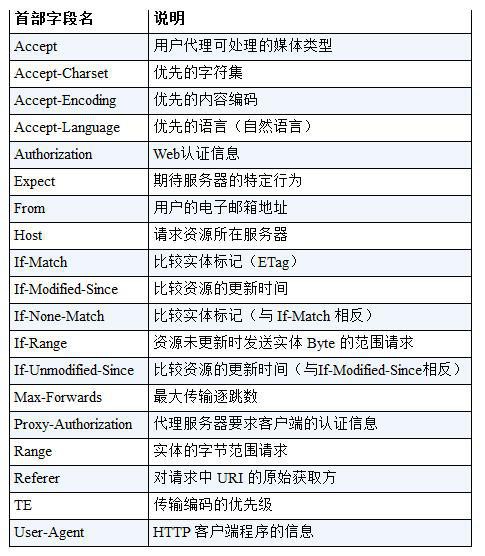 首部字段名 说明
Accept 用户代理可处理的媒体类型
Accept-Charset 优先的字符集
Accept-Encoding 优先的内容编码
Accept-Language 优先的语言（自然语言）
Authorization Web认证信息
Expect 期待服务器的特定行为
From 用户的电子邮箱地址
Host 请求资源所在服务器
If-Match 比较实体标记（ETag）
If-Modified-Since 比较资源的更新时间
If-None-Match 比较实体标记（与 If-Match 相反）
If-Range 资源未更新时发送实体 Byte 的范围请求
If-Unmodified-Since 比较资源的更新时间（与If-Modified-Since相反）
Max-Forwards 最大传输逐跳数
Proxy-Authorization 代理服务器要求客户端的认证信息
Range 实体的字节范围请求
Referer 对请求中 URI 的原始获取方
TE 传输编码的优先级
User-Agent HTTP 客户端程序的信息